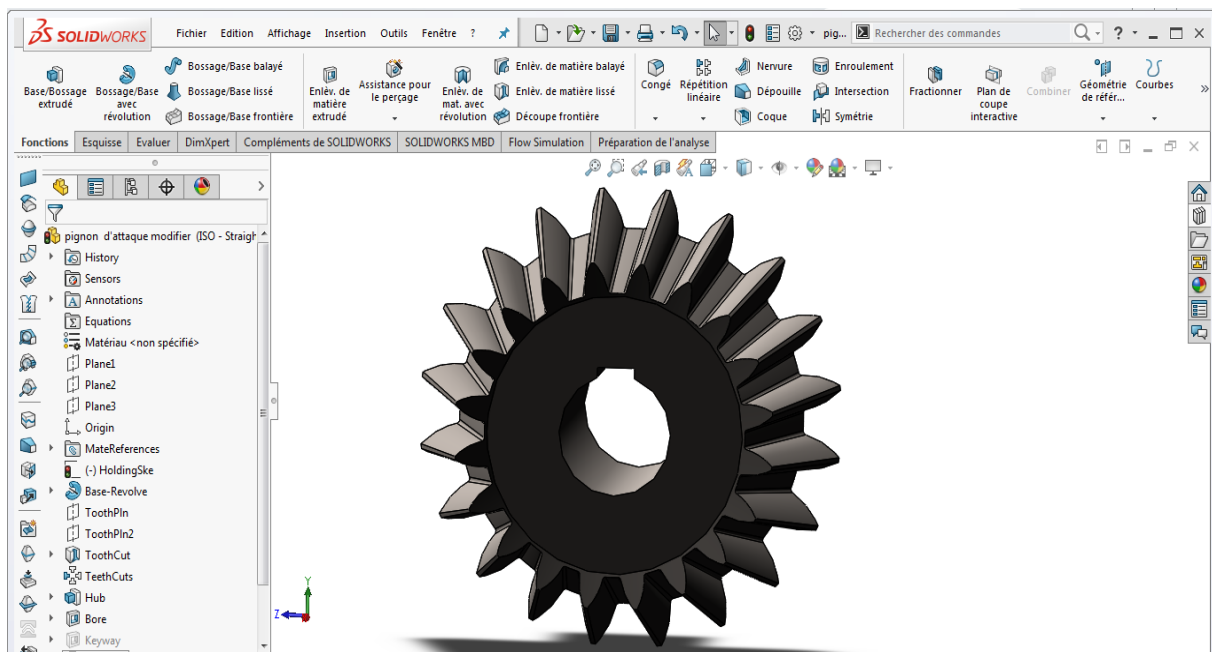 SOLIDWORKS Fichier Edition Affichage Insertion Outils Fenêtre ? pig... Rechercher des commandes ?
Base/Bossage extrudé
Bossage/Base avec révolution
Bossage/Base balayé
Bossage/Base lissé
Bossage/Base frontière
Enlèv. de matière extrudé
Assistance pour le perçage
Enlèv. de mat. avec révolution
Enlèv. de matière balayé
Enlèv. de matière lissé
Découpe frontière
Congé
Répétition linéaire
Nervure
Dépouille
Coque
Enroulement
Intersection
Symétrie
Fractionner
Plan de coupe interactive
Combiner
Géométrie de référ...
Courbes
Fonctions Esquisse Evaluer DimXpert Compléments de SOLIDWORKS SOLIDWORKS MBD Flow Simulation Préparation de l'analyse
pignon d'attaque modifier (ISO - Straigh
History
Sensors
Annotations
Equations
Matériau <non spécifié>
Plane1
Plane2
Plane3
Origin
MateReferences
(-) HoldingSke
Base-Revolve
ToothPln
ToothPln2
ToothCut
TeethCuts
Hub
Bore
Keyway
Y
Z